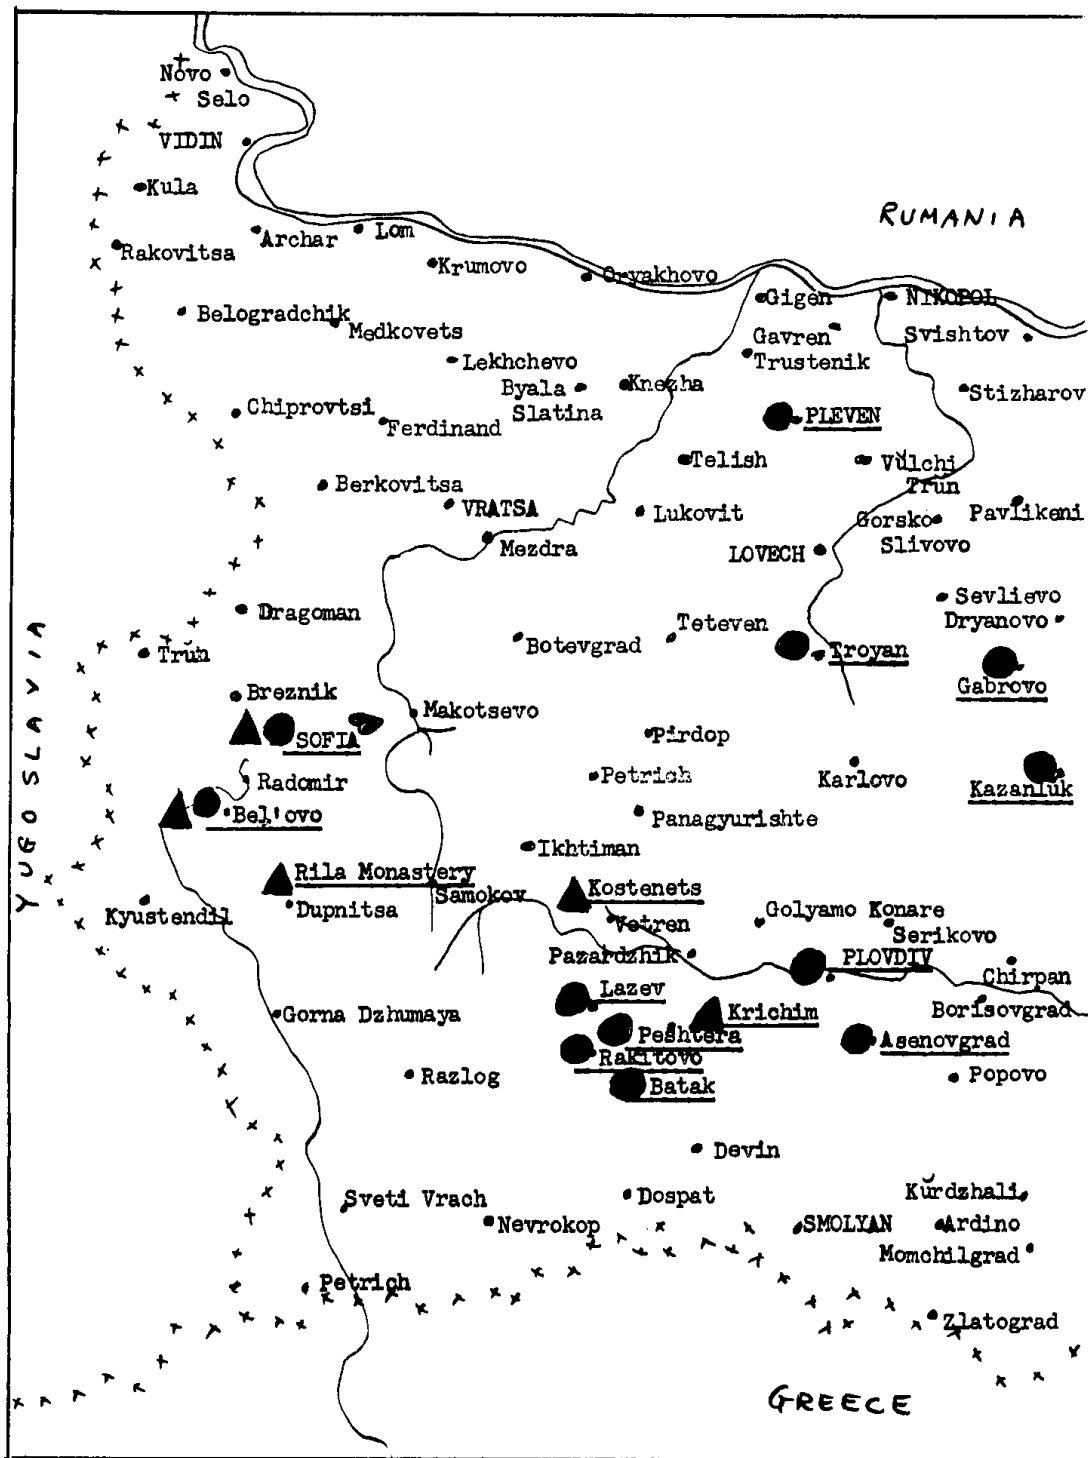 Novo
Selo
VIDIN
Kula
RUMANIA
Archar
Lom
Rakovitsa
Krumovo
Oryakhovo
Gigen
NIKOPOL
Belogradchik
Medkovets
Gavren
Svishtov
Trustenik
Lekhchevo
Byala
Slatina
Knezha
Stizharov
Chiprovtsi
Ferdinand
PLEVEN
Telish
Vŭlchi
Trun
Berkovitsa
VRATSA
Lukovit
Pavlikeni
Gorsko
Slivovo
Mezdra
LOVECH
Dragoman
Sevlievo
Dryanovo
Teteven
Botevgrad
Trŭn
Troyan
Gabrovo
YUGOSLAVIA
Breznik
Makotsevo
SOFIA
Pirdop
Radomir
Petrich
Karlovo
Kazanluk
Bel'ovo
Panagyurishte
Ikhtiman
Rila Monastery
Samokov
Kostenets
Kyustendil
Dupnitsa
Vetren
Golyamo Konare
Serikovo
Pazardzhik
PLOVDIV
Chirpan
Lazev
Borisovgrad
Gorna Dzhumaya
Krichim
Peshtera
Asenovgrad
Rakitovo
Razlog
Batak
Popovo
Devin
Sveti Vrach
Dospat
Kŭrdzhali
Nevrokop
SMOLYAN
Ardino
Momchilgrad
Petrich
Zlatograd
GREECE